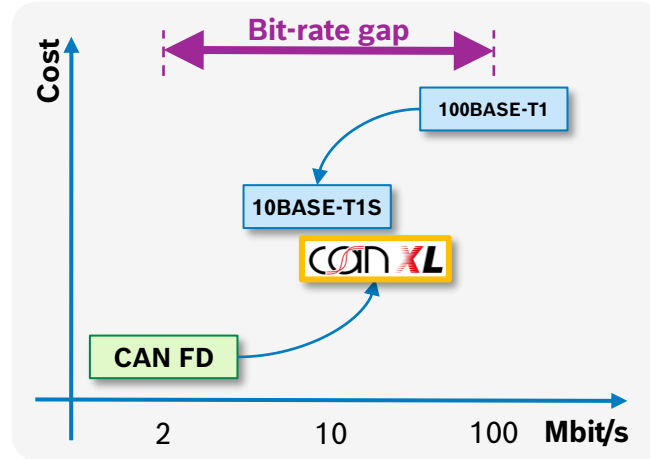 Bit-rate gap
Cost
100BASE-T1
10BASE-T1S
can XL
CAN FD
2 10 100 Mbit/s